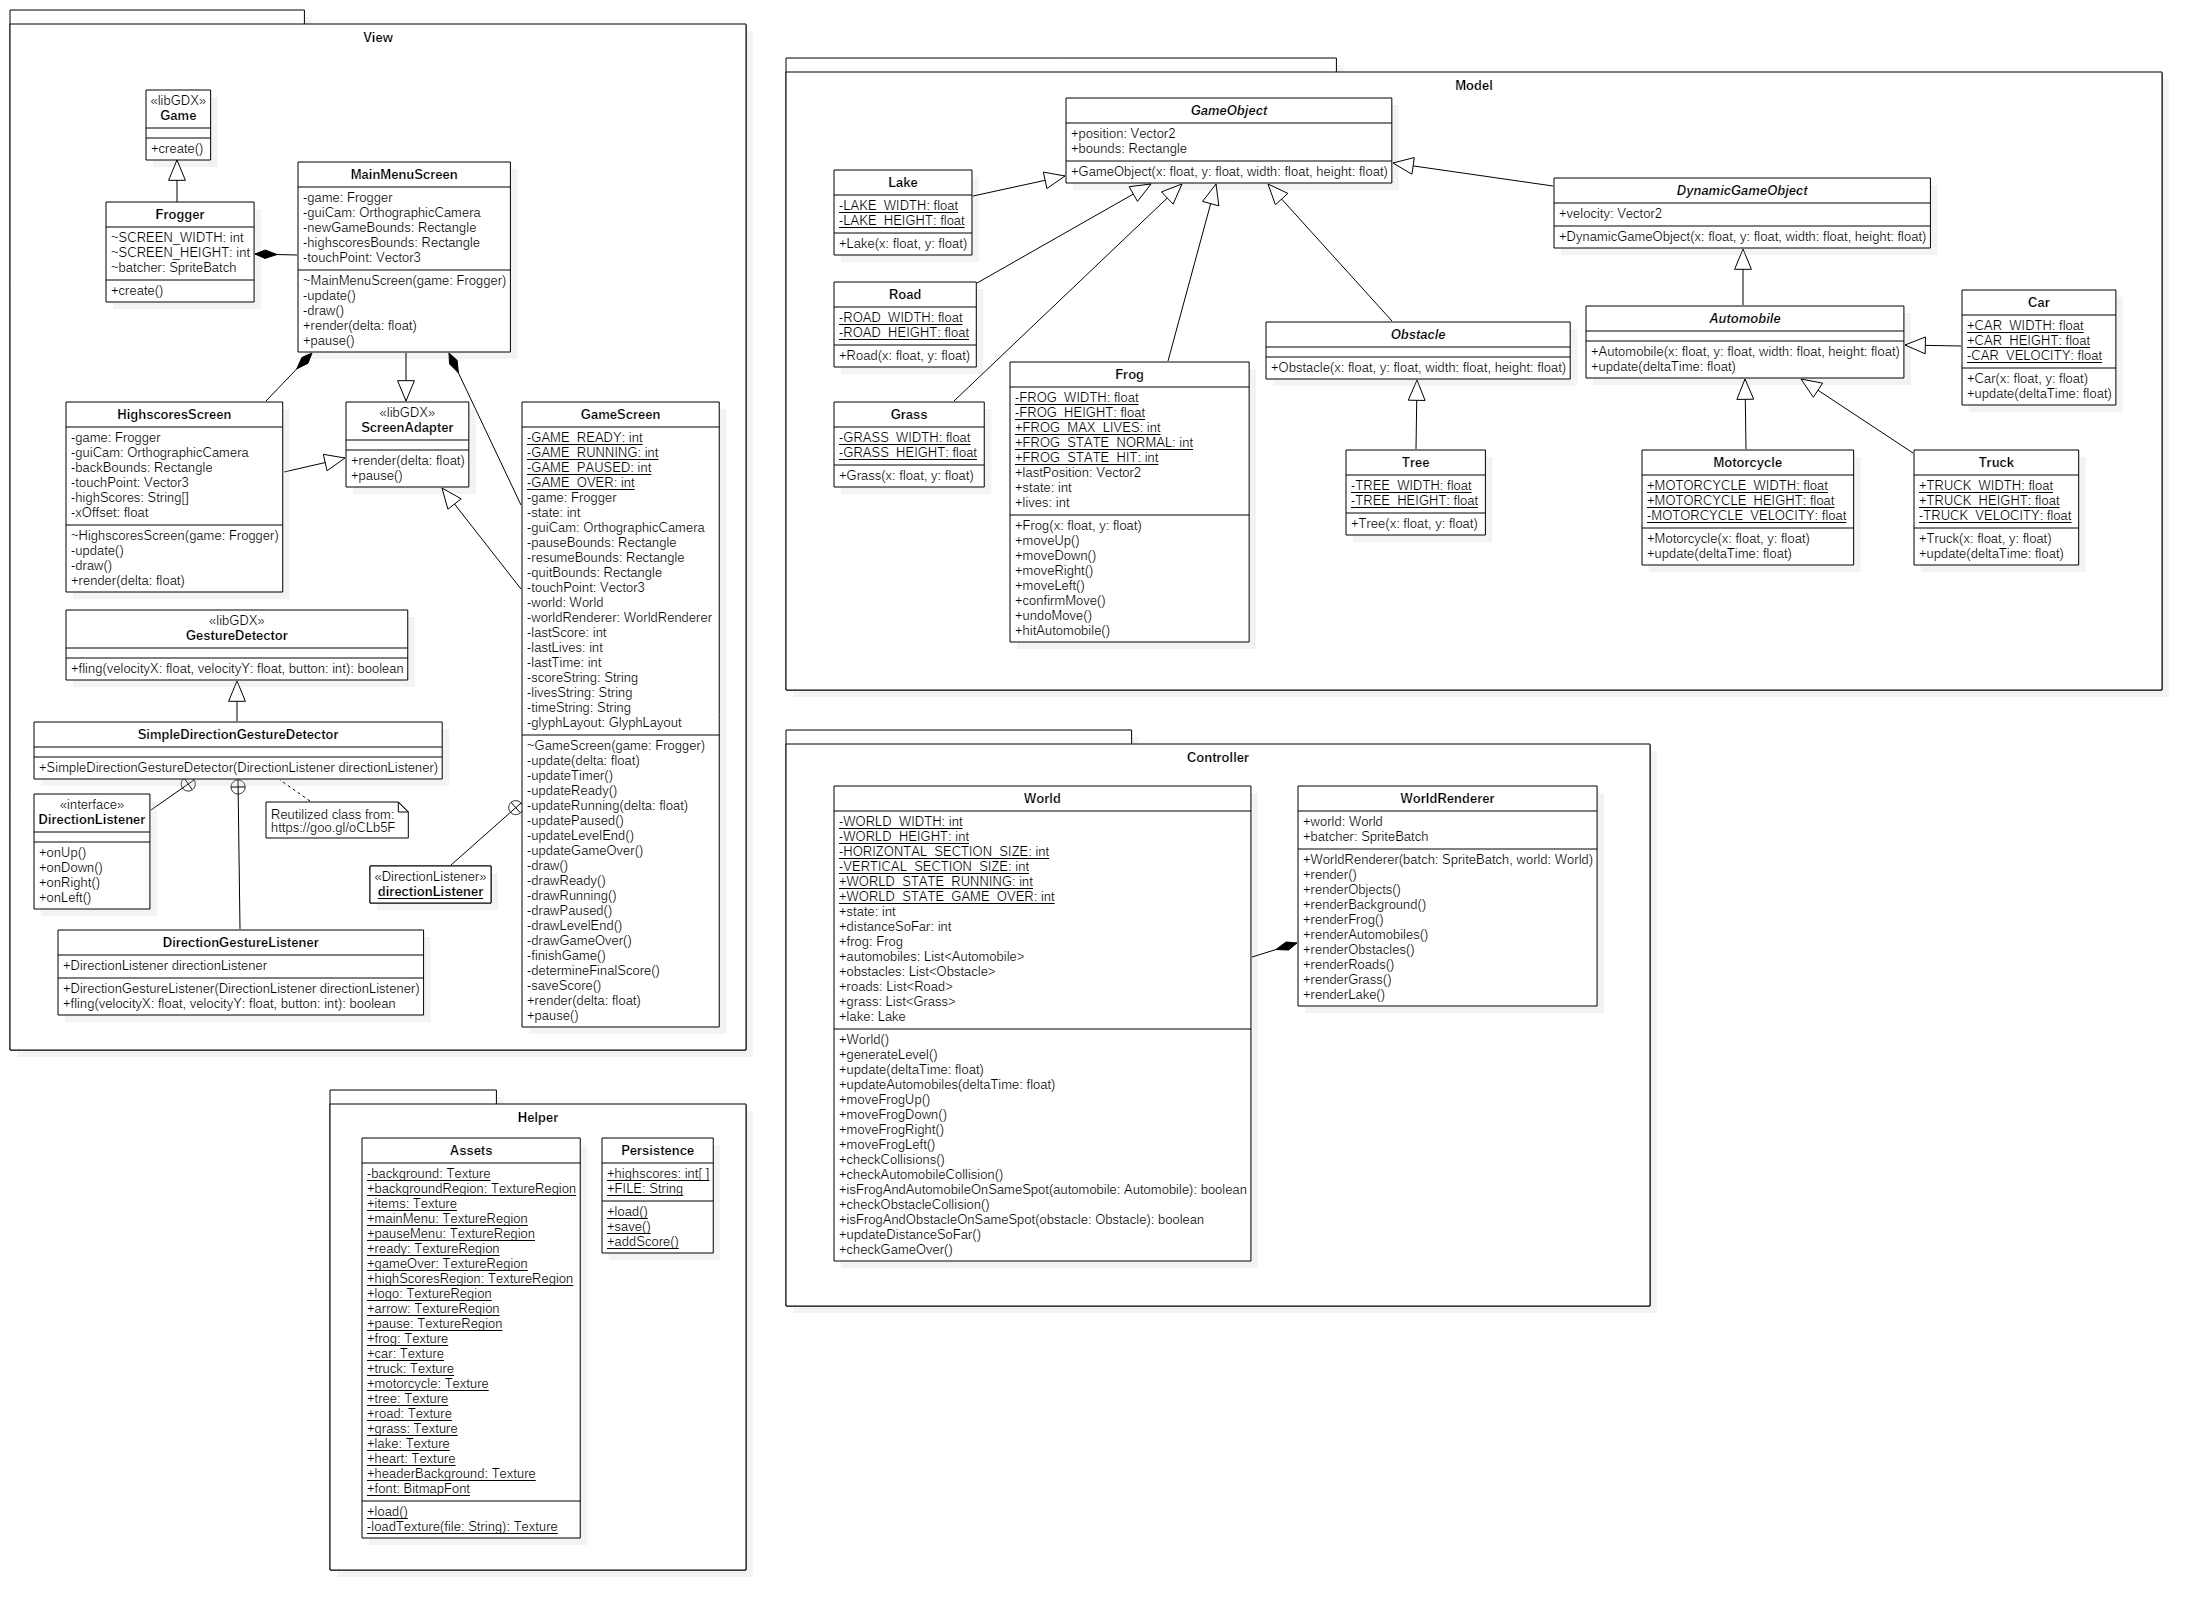 View
«libGDX»
Game
+create()
Frogger
~SCREEN_WIDTH: int
~SCREEN_HEIGHT: int
~batcher: SpriteBatch
+create()
MainMenuScreen
-game: Frogger
-guiCam: OrthographicCamera
-newGameBounds: Rectangle
-highscoresBounds: Rectangle
-touchPoint: Vector3
~MainMenuScreen(game: Frogger)
-update()
-draw()
+render(delta: float)
+pause()
HighscoresScreen
-game: Frogger
-guiCam: OrthographicCamera
-backBounds: Rectangle
-touchPoint: Vector3
-highScores: String[]
-xOffset: float
~HighscoresScreen(game: Frogger)
-update()
-draw()
+render(delta: float)
«libGDX»
ScreenAdapter
+render(delta: float)
+pause()
GameScreen
-GAME_READY: int
-GAME_RUNNING: int
-GAME_PAUSED: int
-GAME_OVER: int
-game: Frogger
-state: int
-guiCam: OrthographicCamera
-pauseBounds: Rectangle
-resumeBounds: Rectangle
-quitBounds: Rectangle
-touchPoint: Vector3
-world: World
-worldRenderer: WorldRenderer
-lastScore: int
-lastLives: int
-lastTime: int
-scoreString: String
-livesString: String
-timeString: String
-glyphLayout: GlyphLayout
~GameScreen(game: Frogger)
-update(delta: float)
-updateTimer()
-updateReady()
-updateRunning(delta: float)
-updatePaused()
-updateLevelEnd()
-updateGameOver()
-draw()
-drawReady()
-drawRunning()
-drawPaused()
-drawLevelEnd()
-drawGameOver()
-finishGame()
-determineFinalScore()
-saveScore()
+render(delta: float)
+pause()
«libGDX»
GestureDetector
+fling(velocityX: float, velocityY: float, button: int): boolean
SimpleDirectionGestureDetector
+SimpleDirectionGestureDetector(DirectionListener directionListener)
«interface»
DirectionListener
+onUp()
+onDown()
+onRight()
+onLeft()
Reutilized class from:
https://goo.gl/oCLb5F
«DirectionListener»
directionListener
DirectionGestureListener
+DirectionListener directionListener
+DirectionGestureListener(DirectionListener directionListener)
+fling(velocityX: float, velocityY: float, button: int): boolean
Model
GameObject
+position: Vector2
+bounds: Rectangle
+GameObject(x: float, y: float, width: float, height: float)
Lake
-LAKE_WIDTH: float
-LAKE_HEIGHT: float
+Lake(x: float, y: float)
Road
-ROAD_WIDTH: float
-ROAD_HEIGHT: float
+Road(x: float, y: float)
Grass
-GRASS_WIDTH: float
-GRASS_HEIGHT: float
+Grass(x: float, y: float)
Frog
-FROG_WIDTH: float
-FROG_HEIGHT: float
+FROG_MAX_LIVES: int
+FROG_STATE_NORMAL: int
+FROG_STATE_HIT: int
+lastPosition: Vector2
+state: int
+lives: int
+Frog(x: float, y: float)
+moveUp()
+moveDown()
+moveRight()
+moveLeft()
+confirmMove()
+undoMove()
+hitAutomobile()
Obstacle
+Obstacle(x: float, y: float, width: float, height: float)
Tree
-TREE_WIDTH: float
-TREE_HEIGHT: float
+Tree(x: float, y: float)
DynamicGameObject
+velocity: Vector2
+DynamicGameObject(x: float, y: float, width: float, height: float)
Automobile
+Automobile(x: float, y: float, width: float, height: float)
+update(deltaTime: float)
Car
+CAR_WIDTH: float
+CAR_HEIGHT: float
-CAR_VELOCITY: float
+Car(x: float, y: float)
+update(deltaTime: float)
Motorcycle
+MOTORCYCLE_WIDTH: float
+MOTORCYCLE_HEIGHT: float
-MOTORCYCLE_VELOCITY: float
+Motorcycle(x: float, y: float)
+update(deltaTime: float)
Truck
+TRUCK_WIDTH: float
+TRUCK_HEIGHT: float
-TRUCK_VELOCITY: float
+Truck(x: float, y: float)
+update(deltaTime: float)
Controller
World
-WORLD_WIDTH: int
-WORLD_HEIGHT: int
-HORIZONTAL_SECTION_SIZE: int
-VERTICAL_SECTION_SIZE: int
+WORLD_STATE_RUNNING: int
+WORLD_STATE_GAME_OVER: int
+state: int
+distanceSoFar: int
+frog: Frog
+automobiles: List<Automobile>
+obstacles: List<Obstacle>
+roads: List<Road>
+grass: List<Grass>
+lake: Lake
+World()
+generateLevel()
+update(deltaTime: float)
+updateAutomobiles(deltaTime: float)
+moveFrogUp()
+moveFrogDown()
+moveFrogRight()
+moveFrogLeft()
+checkCollisions()
+checkAutomobileCollision()
+isFrogAndAutomobileOnSameSpot(automobile: Automobile): boolean
+checkObstacleCollision()
+isFrogAndObstacleOnSameSpot(obstacle: Obstacle): boolean
+updateDistanceSoFar()
+checkGameOver()
WorldRenderer
+world: World
+batcher: SpriteBatch
+WorldRenderer(batch: SpriteBatch, world: World)
+render()
+renderObjects()
+renderBackground()
+renderFrog()
+renderAutomobiles()
+renderObstacles()
+renderRoads()
+renderGrass()
+renderLake()
Helper
Assets
-background: Texture
+backgroundRegion: TextureRegion
+items: Texture
+mainMenu: TextureRegion
+pauseMenu: TextureRegion
+ready: TextureRegion
+gameOver: TextureRegion
+highScoresRegion: TextureRegion
+logo: TextureRegion
+arrow: TextureRegion
+pause: TextureRegion
+frog: Texture
+car: Texture
+truck: Texture
+motorcycle: Texture
+tree: Texture
+road: Texture
+grass: Texture
+lake: Texture
+heart: Texture
+headerBackground: Texture
+font: BitmapFont
+load()
-loadTexture(file: String): Texture
Persistence
+highscores: int[ ]
+FILE: String
+load()
+save()
+addScore()